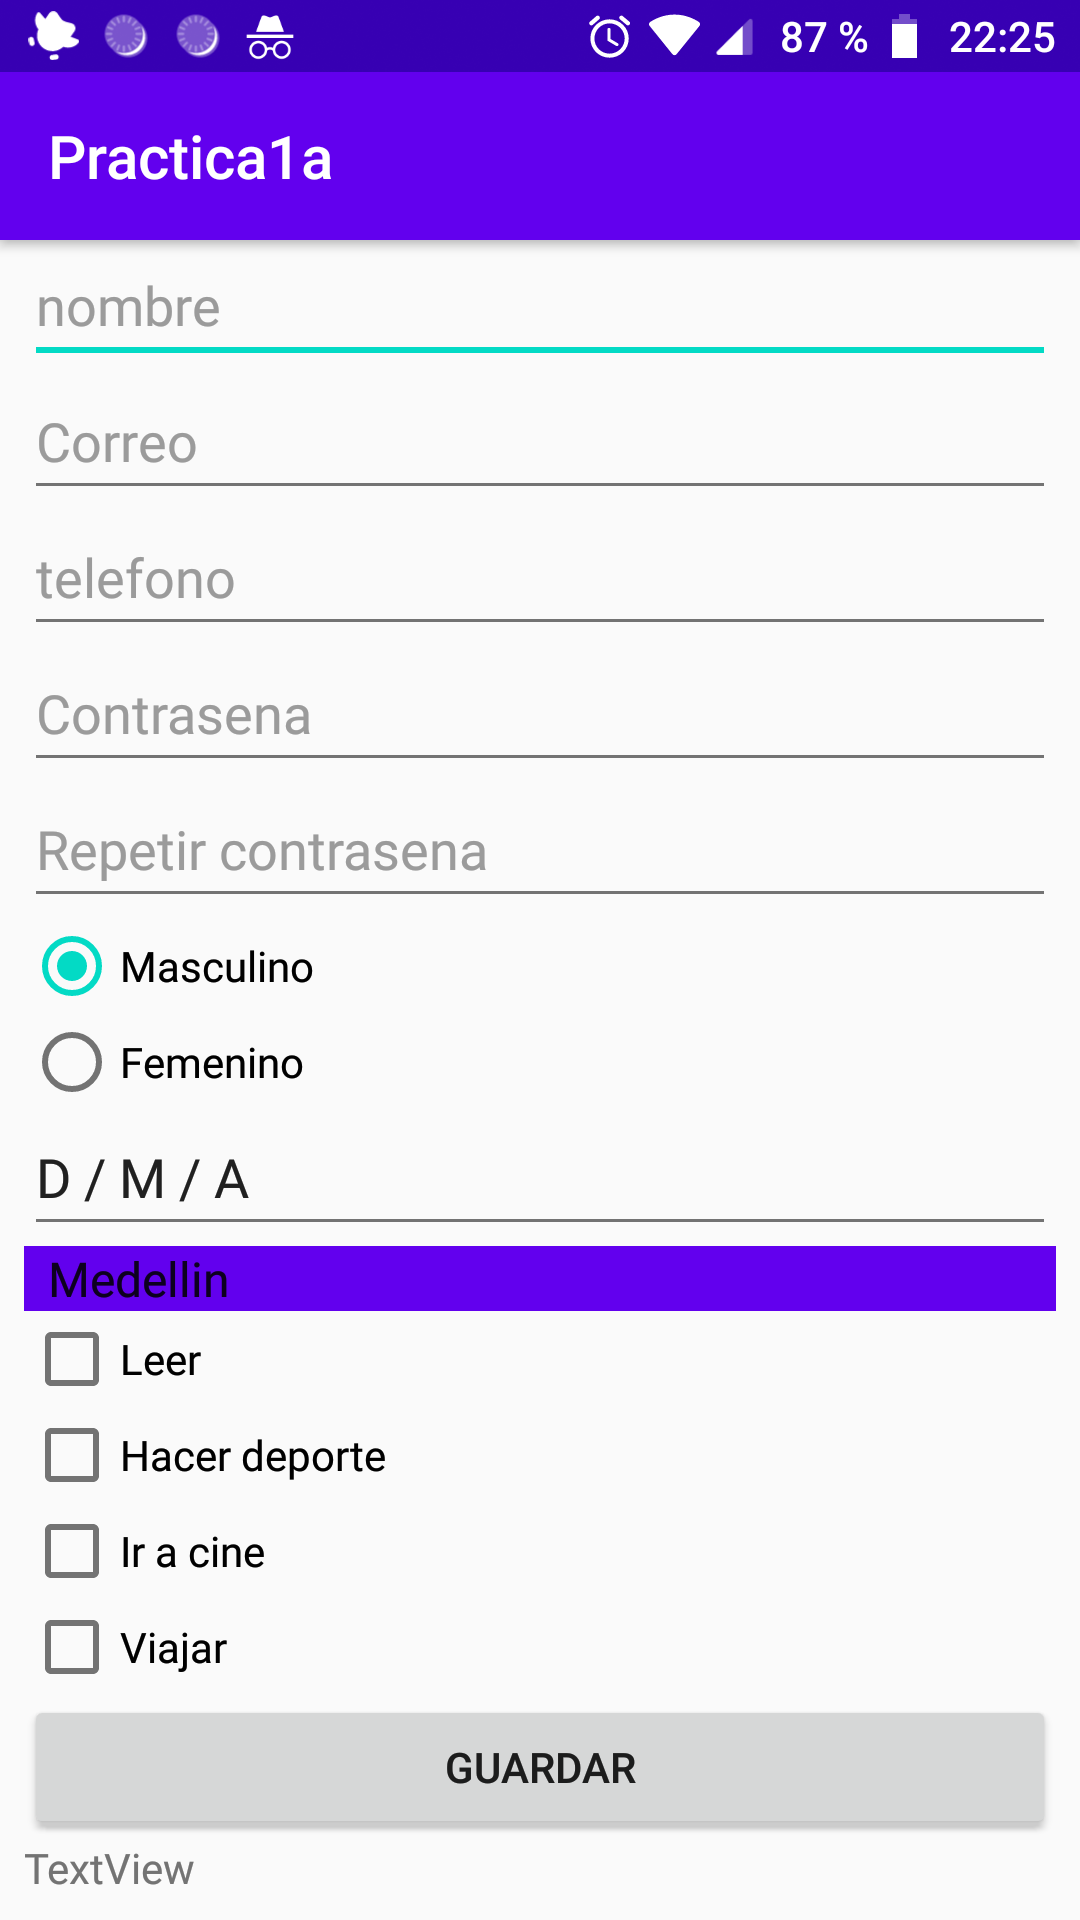 87 % 22:25
Practica1a
nombre
Correo
telefono
Contrasena
Repetir contrasena
Masculino
Femenino
D / M / A
Medellin
Leer
Hacer deporte
Ir a cine
Viajar
GUARDAR
TextView